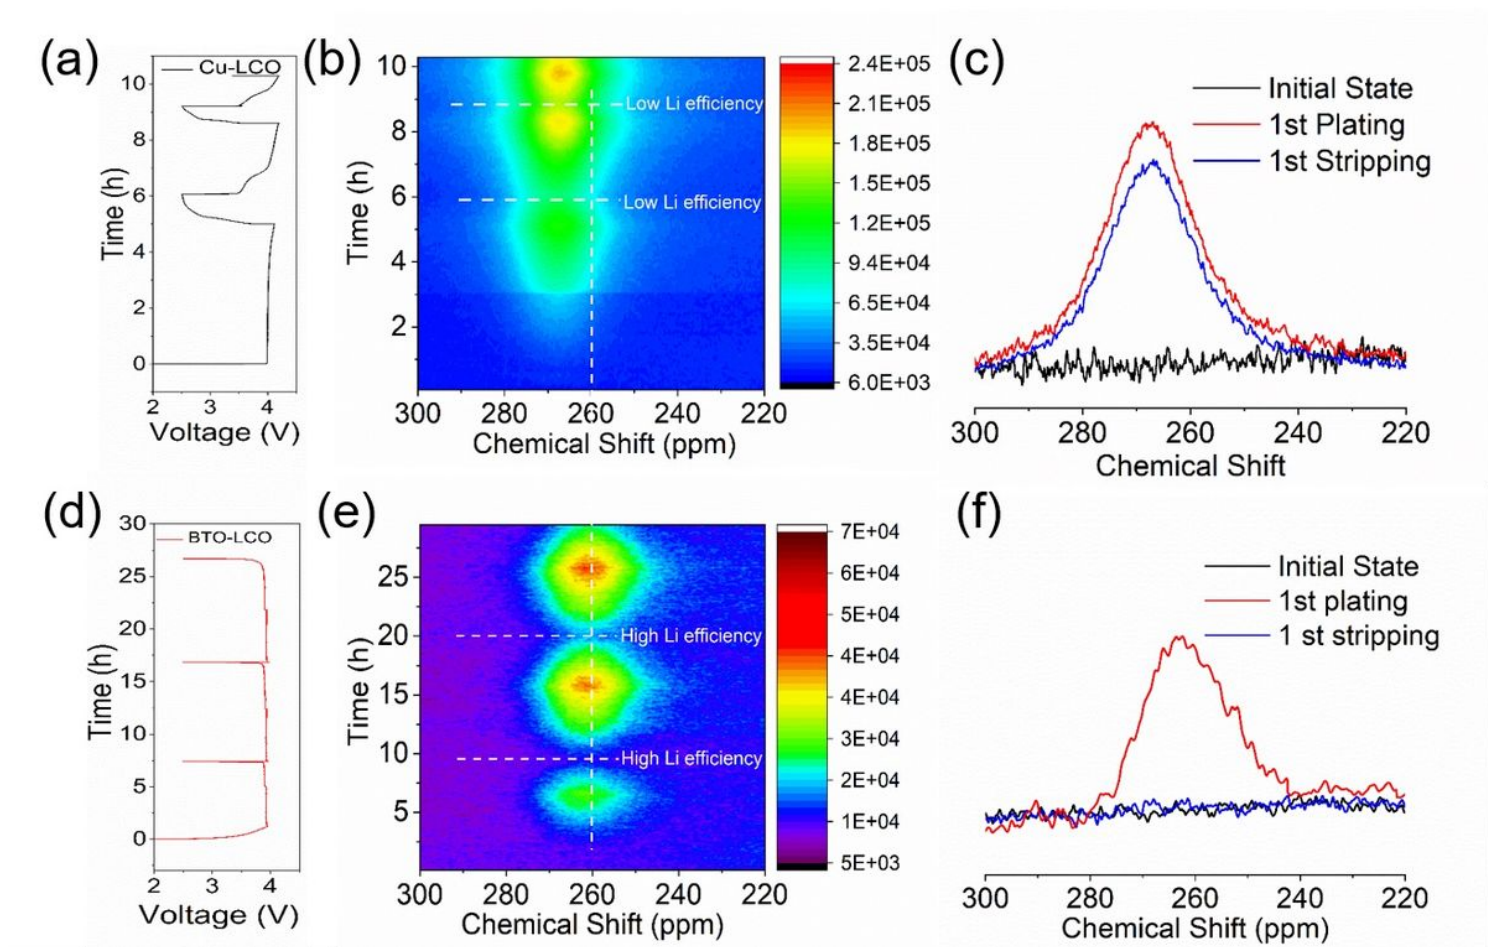 (a)
Cu-LCO
10
8
6
4
2
0
Time (h)
2 3 4
Voltage (V)
(b)
10
8
6
4
2
Time (h)
Low Li efficiency
Low Li efficiency
300 280 260 240 220
Chemical Shift (ppm)
2.4E+05
2.1E+05
1.8E+05
1.5E+05
1.2E+05
9.4E+04
6.5E+04
3.5E+04
6.0E+03
(c)
Initial State
1st Plating
1st Stripping
300 280 260 240 220
Chemical Shift
(d)
30
BTO-LCO
25
20
15
10
5
0
Time (h)
2 3 4
Voltage (V)
(e)
25
20
15
10
5
Time (h)
High Li efficiency
High Li efficiency
300 280 260 240 220
Chemical Shift (ppm)
7E+04
6E+04
5E+04
4E+04
4E+04
3E+04
2E+04
1E+04
5E+03
(f)
Initial State
1st plating
1 st stripping
300 280 260 240 220
Chemical Shift (ppm)